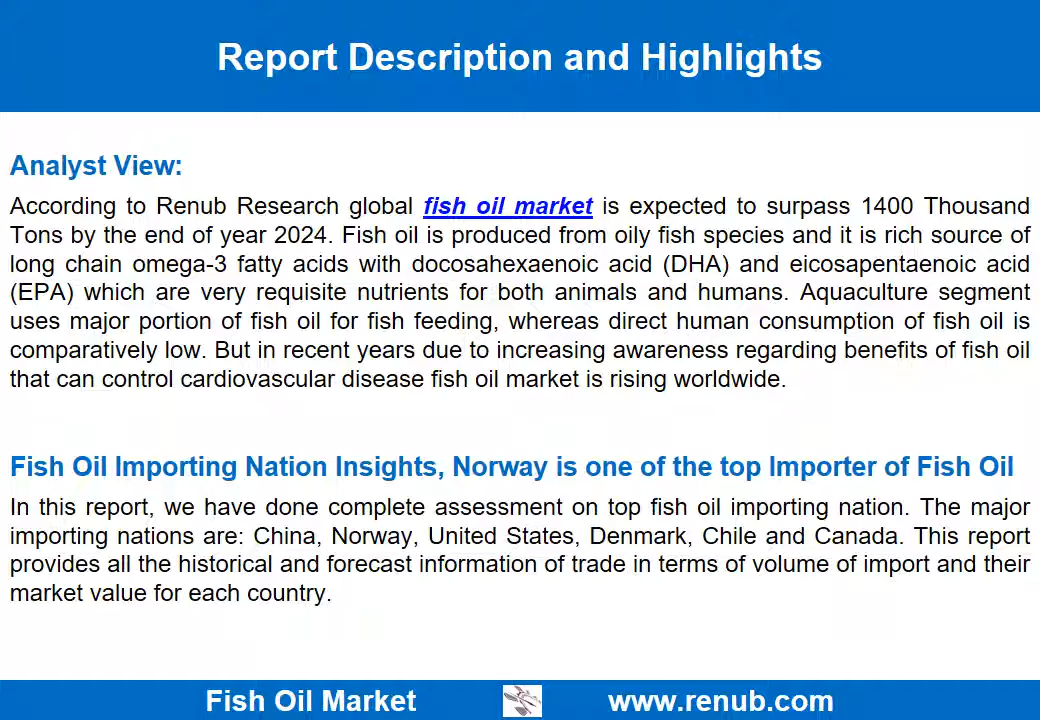 Report Description and Highlights
Analyst View:
According to Renub Research global fish oil market is expected to surpass 1400 Thousand
Tons by the end of year 2024. Fish oil is produced from oily fish species and it is rich source of
long chain omega-3 fatty acids with docosahexaenoic acid (DHA) and eicosapentaenoic acid
(EPA) which are very requisite nutrients for both animals and humans. Aquaculture segment
uses major portion of fish oil for fish feeding, whereas direct human consumption of fish oil is
comparatively low. But in recent years due to increasing awareness regarding benefits of fish oil
that can control cardiovascular disease fish oil market is rising worldwide.
Fish Oil Importing Nation Insights, Norway is one of the top Importer of Fish Oil
In this report, we have done complete assessment on top fish oil importing nation. The major
importing nations are: China, Norway, United States, Denmark, Chile and Canada. This report
provides all the historical and forecast information of trade in terms of volume of import and their
market value for each country.
Fish Oil Market
www.renub.com